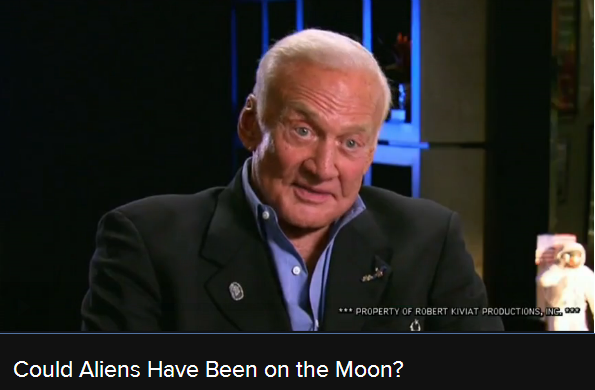 *** PROPERTY OF ROBERT KIVIAT PRODUCTIONS, INC. ***
Could Aliens Have Been on the Moon?